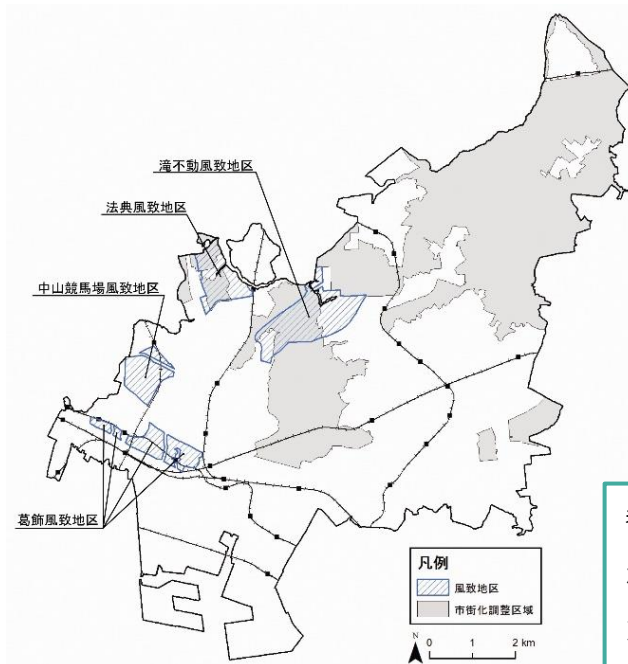 滝不動風致地区
法典風致地区
中山競馬場風致地区
葛飾風致地区
凡例
風致地区
市街化調整区域
N 0 1 2 km